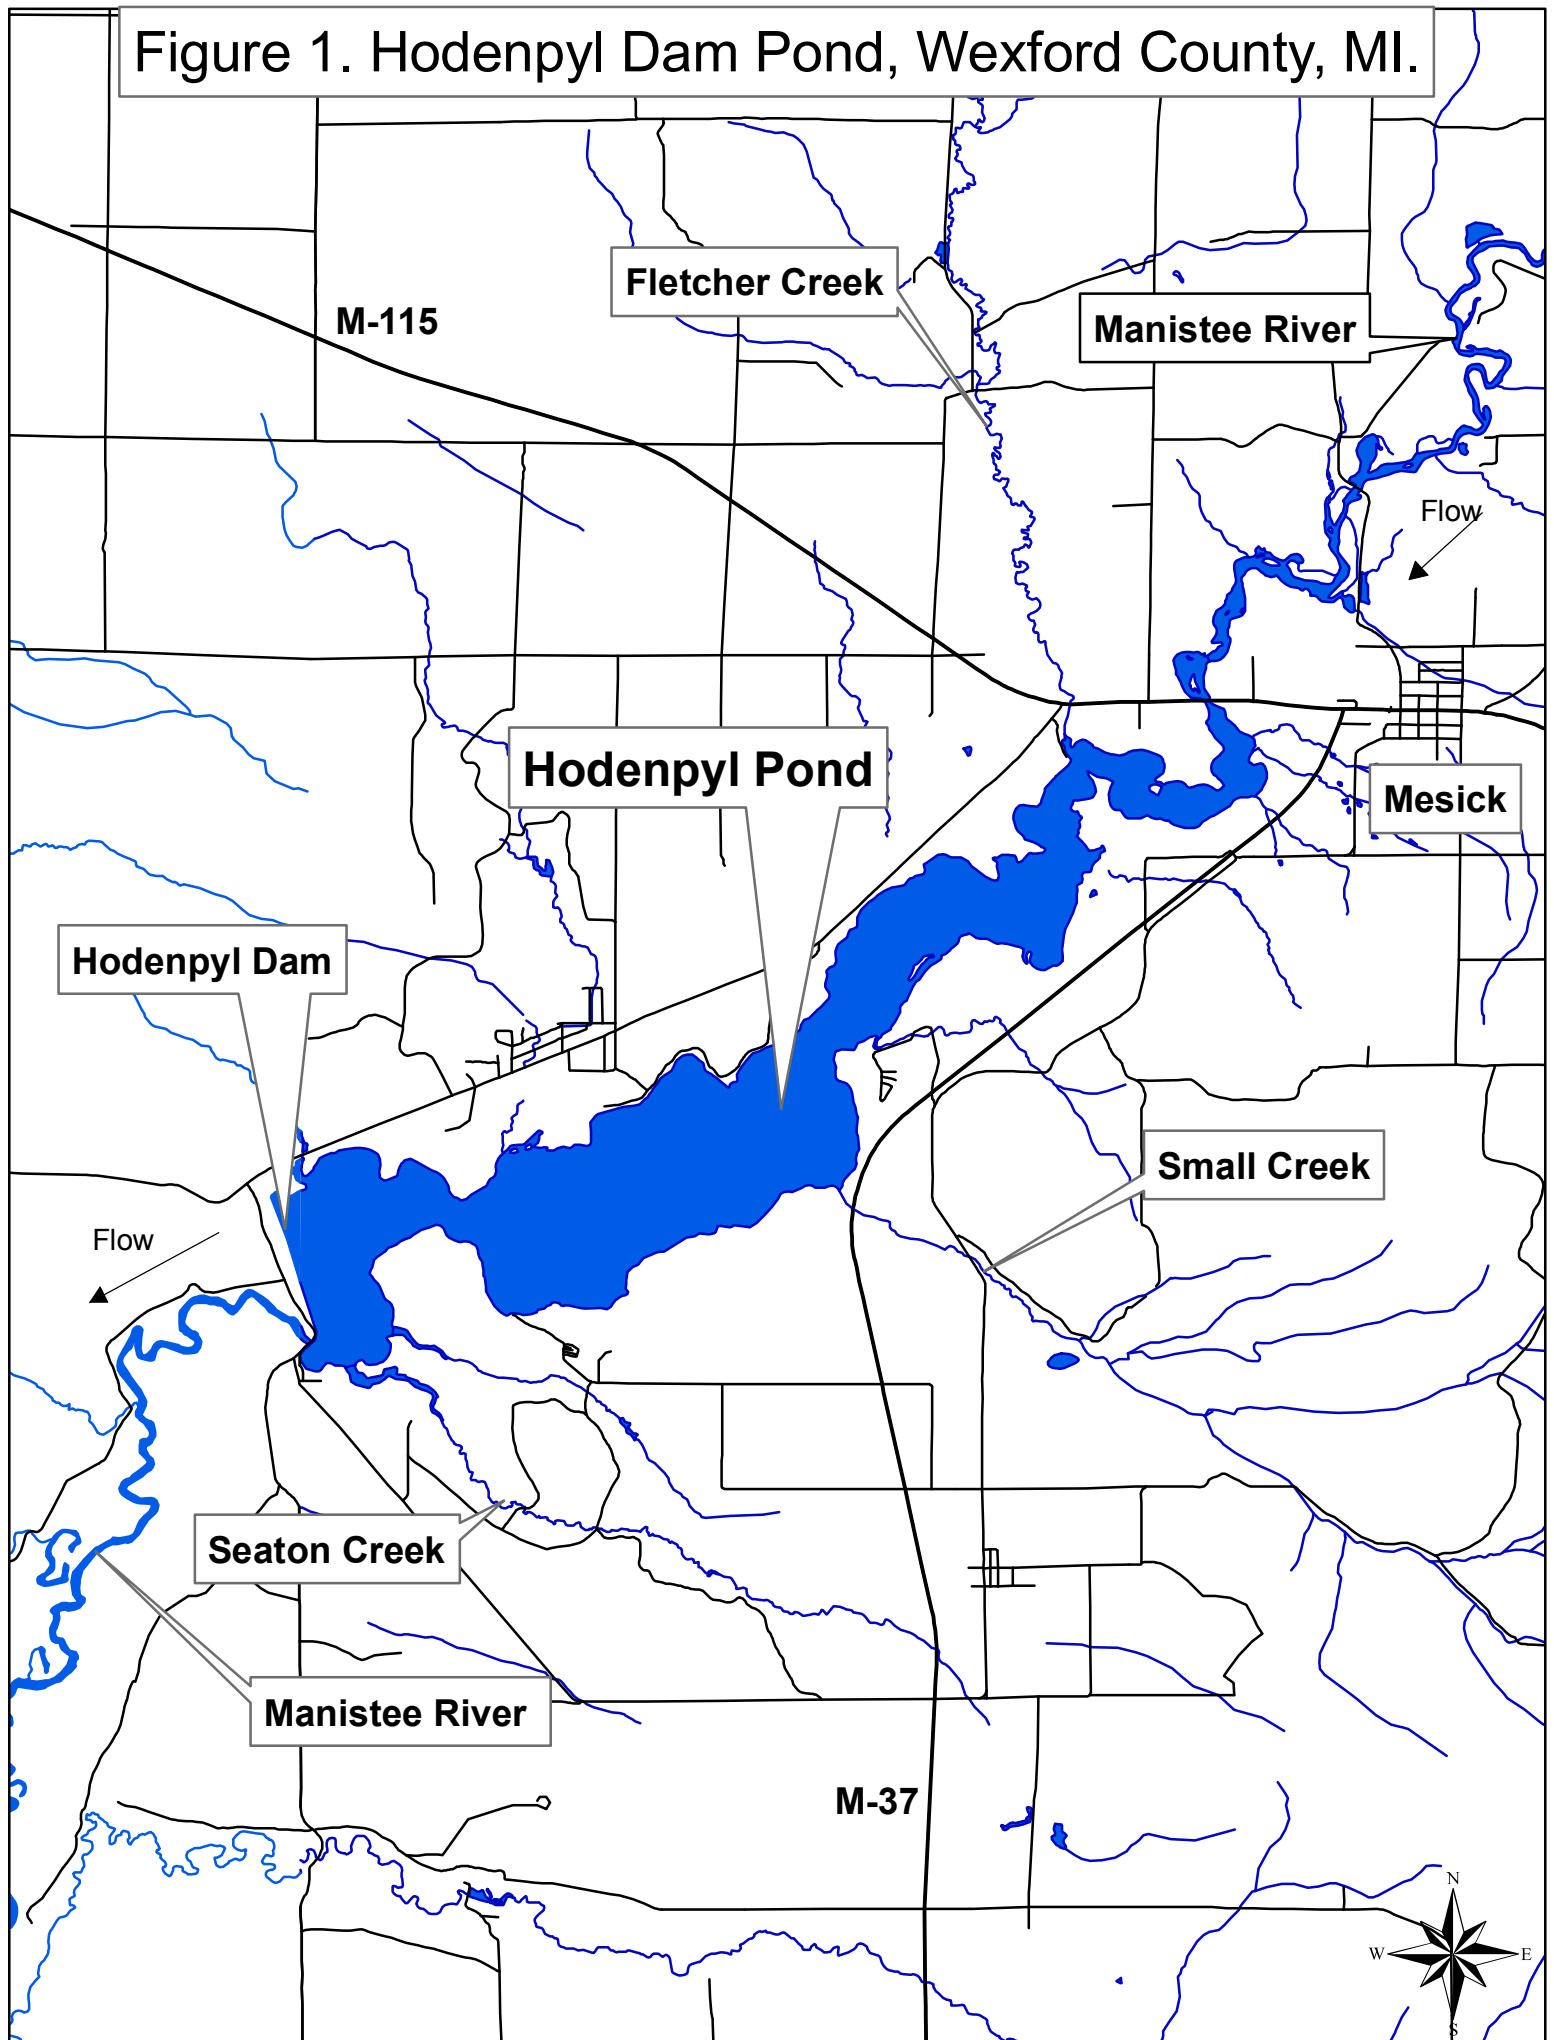 Figure 1. Hodenpyl Dam Pond, Wexford County, MI.
Fletcher Creek
M-115
Manistee River
Flow
Hodenpyl Pond
Mesick
Hodenpyl Dam
Small Creek
Flow
Seaton Creek
Manistee River
M-37
N
W
E
S